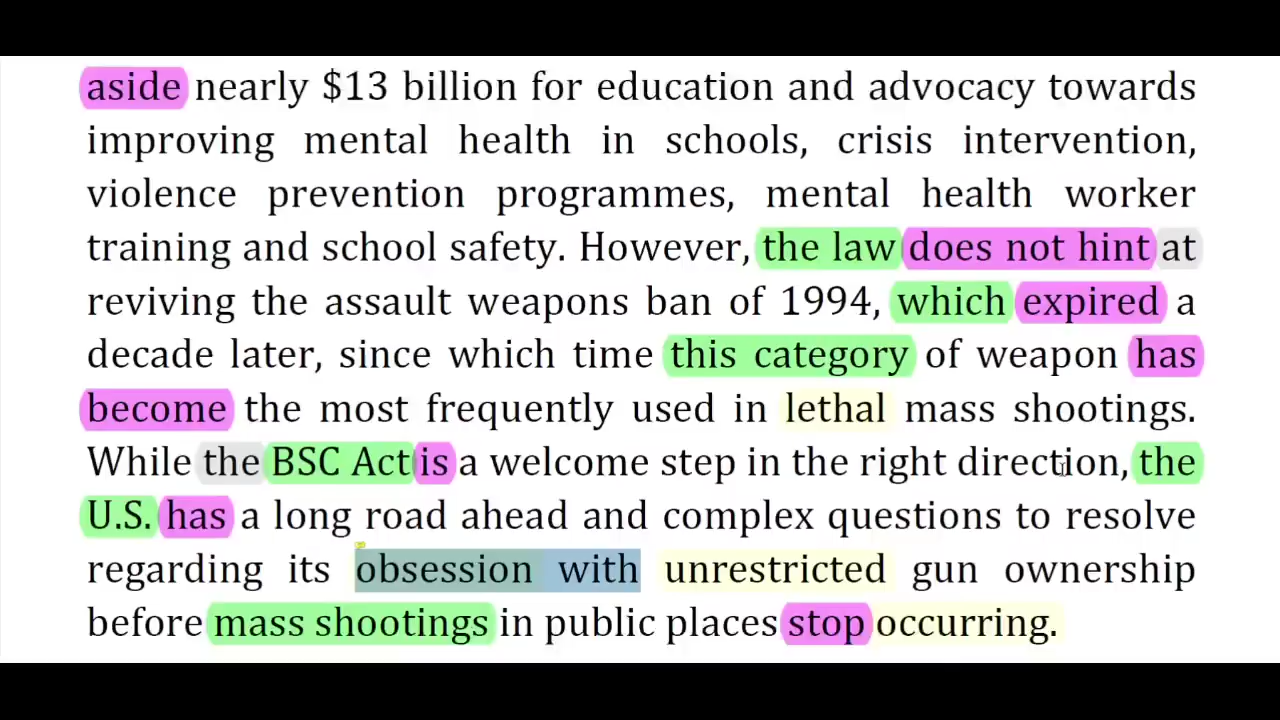 aside nearly $13 billion for education and advocacy towards
improving mental health in schools, crisis intervention,
violence prevention programmes, mental health worker
training and school safety. However, the law does not hint at
reviving the assault weapons ban of 1994, which expired a
decade later, since which time this category of weapon has
become the most frequently used in lethal mass shootings.
While the BSC Act is a welcome step in the right direction, the
U.S. has a long road ahead and complex questions to resolve
regarding its obsession with unrestricted gun ownership
before mass shootings in public places stop occurring.